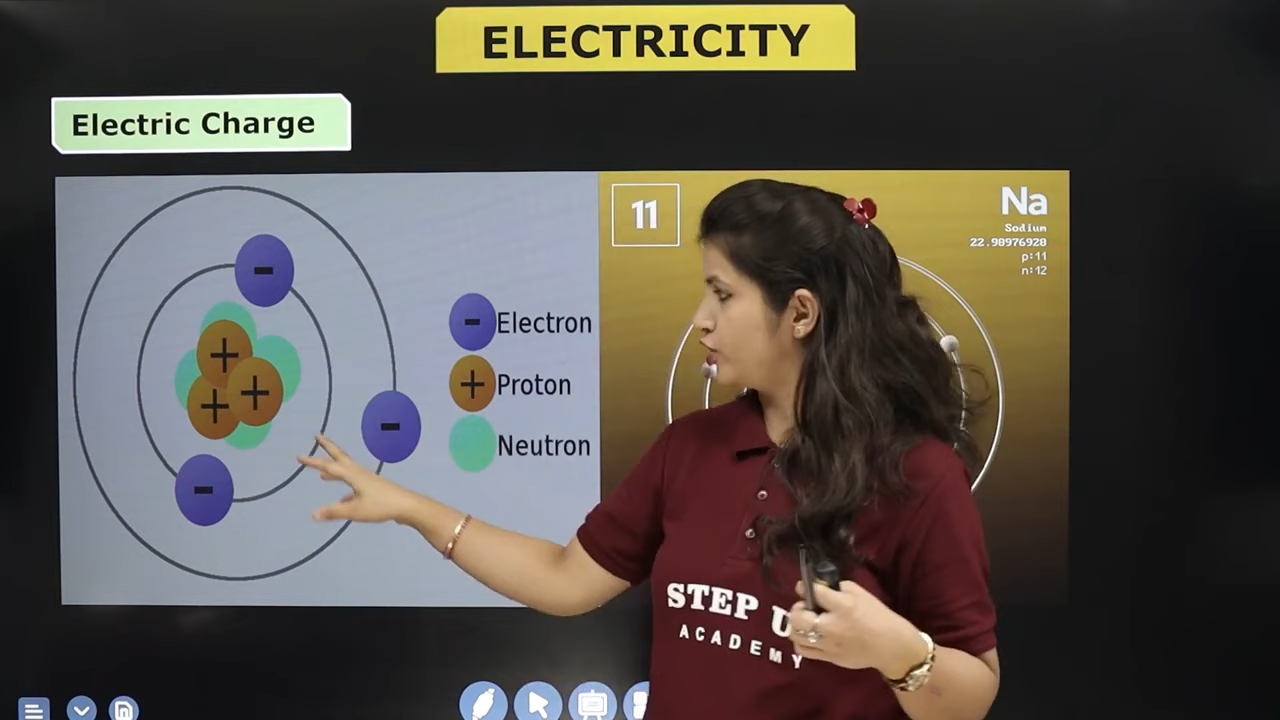 ELECTRICITY
Electric Charge
11
Na
Sodium
22.98976928
p:11
n:12
Electron
Proton
Neutron
STEP U
ACADEMY